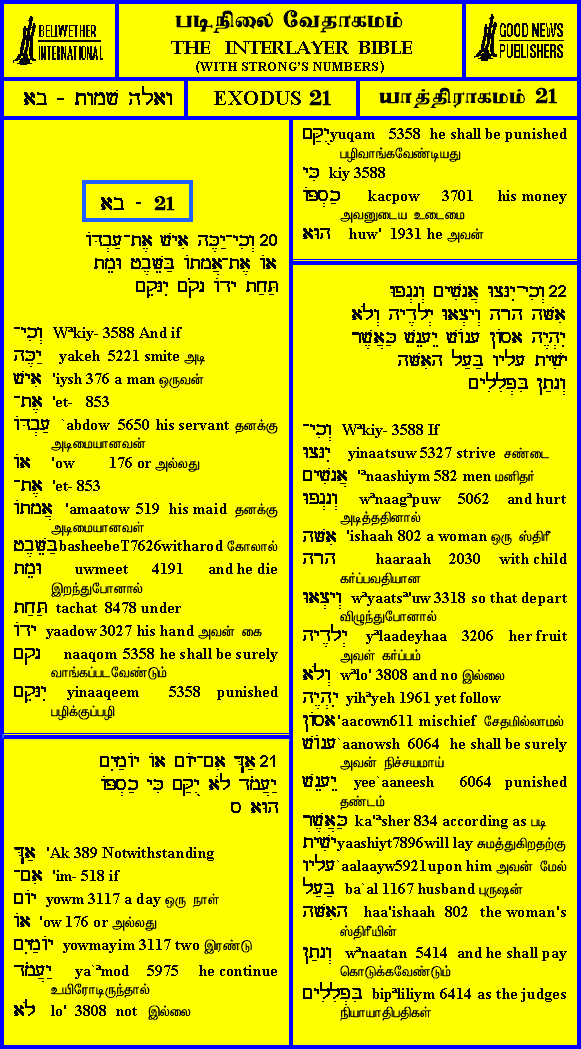 BELLWETHER
INTERNATIONAL
படிநிலை வேதாகமம்
THE INTERLAYER BIBLE
(WITH STRONG'S NUMBERS)
GOOD NEWS
PUBLISHERS
ואלה שמות - בא
EXODUS 21
யாத்திராகமம் 21
בא - 21
20 וְכִי־יַכֶּה אִישׁ אֶת־עַבְדּוֹ
אוֹ אֶת־אֲמָתוֹ בַּשֵּׁבֶט וּמֵת
תַּחַת יָדוֹ נָקֹם יִנָּקֵם
וְכִי־ Wªkiy- 3588 And if
יַכֶּה yakeh 5221 smite அடி
אִישׁ 'iysh 376 a man ஒருவன்
אֶת־ 'et- 853
עַבְדּוֹ `abdow 5650 his servant தனக்கு
அடிமையானவன்
אוֹ 'ow 176 or அல்லது
אֶת־ 'et- 853
אֲמָתוֹ 'amaatow 519 his maid தனக்கு
அடிமையானவள்
בַּשֵּׁבֶט basheebeT7626witharod கோலால்
וּמֵת uwmeet 4191 and he die
இறந்துபோனால்
תַּחַת tachat 8478 under
יָדוֹ yaadow 3027 his hand அவன் கை
נָקֹם naaqom 5358 he shall be surely
வாங்கப்படவேண்டும்
יִנָּקֵם yinaaqeem 5358 punished
பழிக்குப்பழி
21 אַךְ אִם־יוֹם אוֹ יוֹמַיִם
יַעֲמֹד לֹא יֻקַּם כִּי כַסְפּוֹ
הוּא ס
אַךְ 'Ak 389 Notwithstanding
אִם־ 'im- 518 if
יוֹם yowm 3117 a day ஒரு நாள்
אוֹ 'ow 176 or அல்லது
יוֹמַיִם yowmayim 3117 two இரண்டு
יַעֲמֹד ya`ªmod 5975 he continue
உயிரோடிருந்தால்
לֹא lo' 3808 not இல்லை
יֻקַּם yuqam 5358 he shall be punished
பழிவாங்கவேண்டியது
כִּי kiy 3588
כַסְפּוֹ kacpow 3701 his money
அவனுடைய உடைமை
הוּא huw' 1931 he அவன்
22 וְכִי־יִנָּצוּ אֲנָשִׁים וְנָגְפוּ
אִשָּׁה הָרָה וְיָצְאוּ יְלָדֶיהָ וְלֹא
יִהְיֶה אָסוֹן עָנוֹשׁ יֵעָנֵשׁ כַּאֲשֶׁר
יָשִׁית עָלָיו בַּעַל הָאִשָּׁה
וְנָתַן בִּפְלִלִים
וְכִי־ Wªkiy- 3588 If
יִנָּצוּ yinaatsuw 5327 strive சண்டை
אֲנָשִׁים 'ªnaashiym 582 men மனிதர்
וְנָגְפוּ wªnaagªpuw 5062 and hurt
அடித்ததினால்
אִשָּׁה 'ishaah 802 a woman ஒரு ஸ்திரீ
הָרָה haaraah 2030 with child
கர்ப்பவதியான
וְיָצְאוּ wªyaatsª'uw 3318 so that depart
விழுந்துபோனால்
יְלָדֶיהָ yªlaadeyhaa 3206 her fruit
அவள் கர்ப்பம்
וְלֹא wªlo' 3808 and no இல்லை
יִהְיֶה yihªyeh 1961 yet follow
אָסוֹן 'aacown611 mischief சேதமில்லாமல்
עָנוֹשׁ `aanowsh 6064 he shall be surely
அவன் நிச்சயமாய்
יֵעָנֵשׁ yee`aaneesh 6064 punished
தண்டம்
כַּאֲשֶׁר ka'ªsher 834 according as படி
יָשִׁית yaashiyt7896will lay சுமத்துகிறதற்கு
עָלָיו `aalaayw5921upon him அவன் மேல்
בַּעַל ba`al 1167 husband புருஷன்
הָאִשָּׁה haa'ishaah 802 the woman's
ஸ்திரீயின்
וְנָתַן wªnaatan 5414 and he shall pay
கொடுக்கவேண்டும்
בִּפְלִלִים bipªliliym 6414 as the judges
நியாயாதிபதிகள்